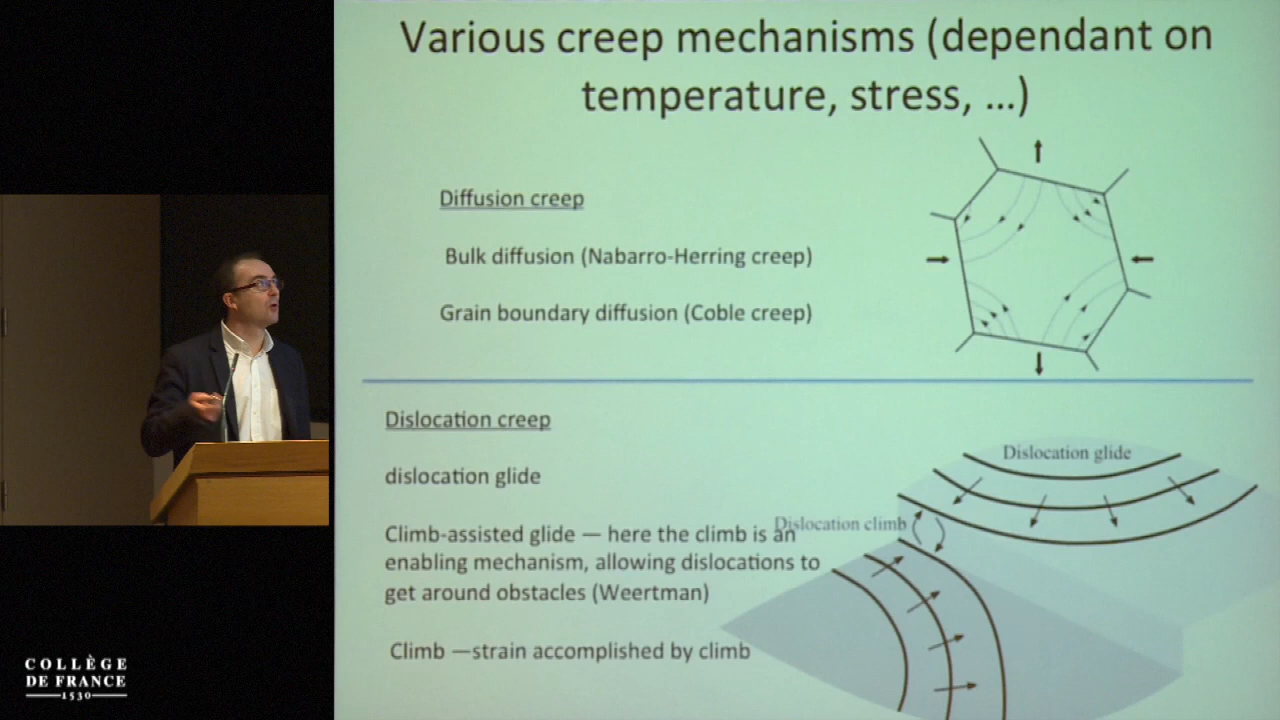 Various creep mechanisms (dependant on
temperature, stress, ...)
Diffusion creep
Bulk diffusion (Nabarro-Herring creep)
Grain boundary diffusion (Coble creep)
Dislocation creep
dislocation glide
Climb-assisted glide — here the climb is an
enabling mechanism, allowing dislocations to
get around obstacles (Weertman)
Climb —strain accomplished by climb
Dislocation glide
Dislocation climb
COLLÈGE
DE FRANCE
1530